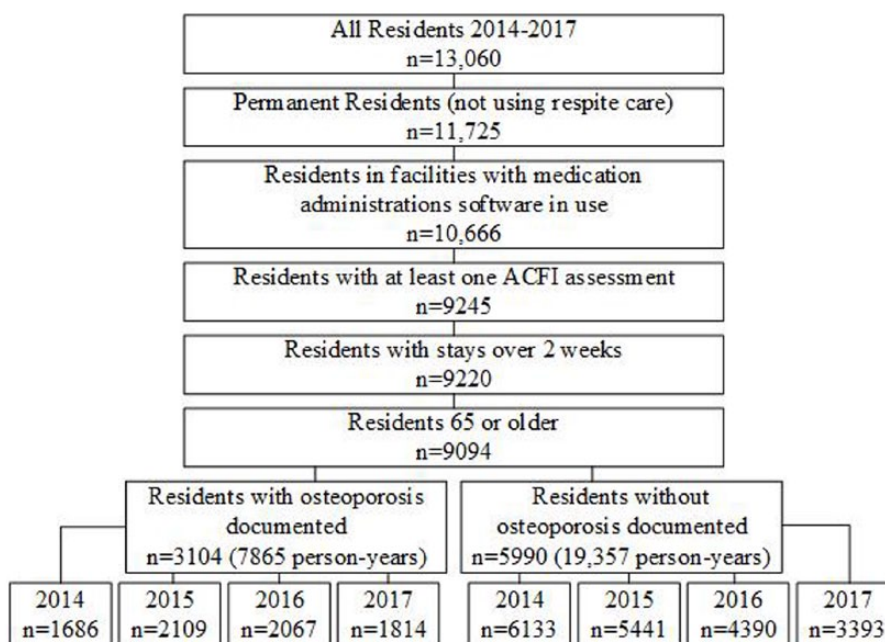 All Residents 2014-2017
n=13,060
Permanent Residents (not using respite care)
n=11,725
Residents in facilities with medication
administrations software in use
n=10,666
Residents with at least one ACFI assessment
n=9245
Residents with stays over 2 weeks
n=9220
Residents 65 or older
n=9094
Residents with osteoporosis
documented
n=3104 (7865 person-years)
Residents without
osteoporosis documented
n=5990 (19,357 person-years)
2014
n=1686
2015
n=2109
2016
n=2067
2017
n=1814
2014
n=6133
2015
n=5441
2016
n=4390
2017
n=3393